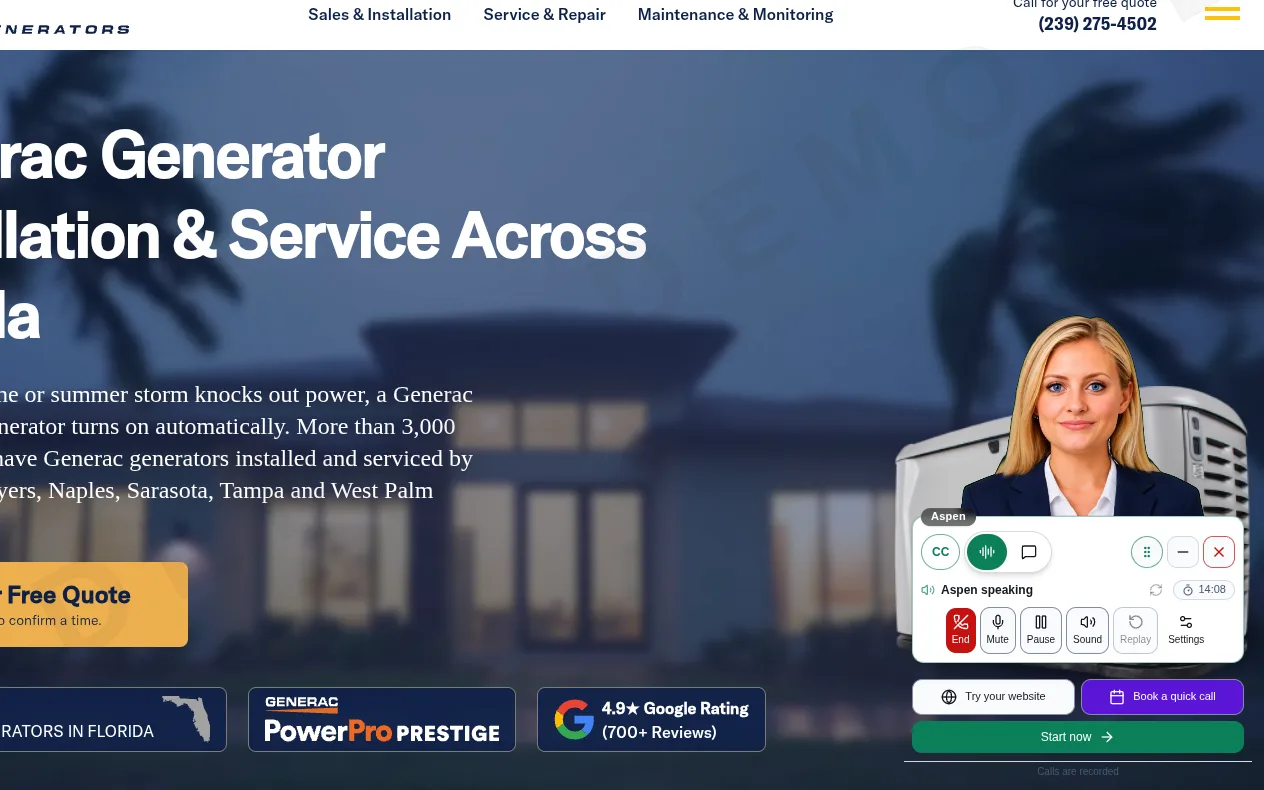 Sales & Installation
Service & Repair
Maintenance & Monitoring
Call for your free quote
(239) 275-4502
NERATORS
DEMO
rac Generator
llation & Service Across
da
ne or summer storm knocks out power, a Generac
nerator turns on automatically. More than 3,000
have Generac generators installed and serviced by
yers, Naples, Sarasota, Tampa and West Palm
r Free Quote
o confirm a time.
RATORS IN FLORIDA
GENERAC
PowerPro PRESTIGE
4.9★ Google Rating
(700+ Reviews)
Aspen
CC
Aspen speaking
14:08
End
Mute
Pause
Sound
Replay
Settings
Try your website
Book a quick call
Start now
Calls are recorded